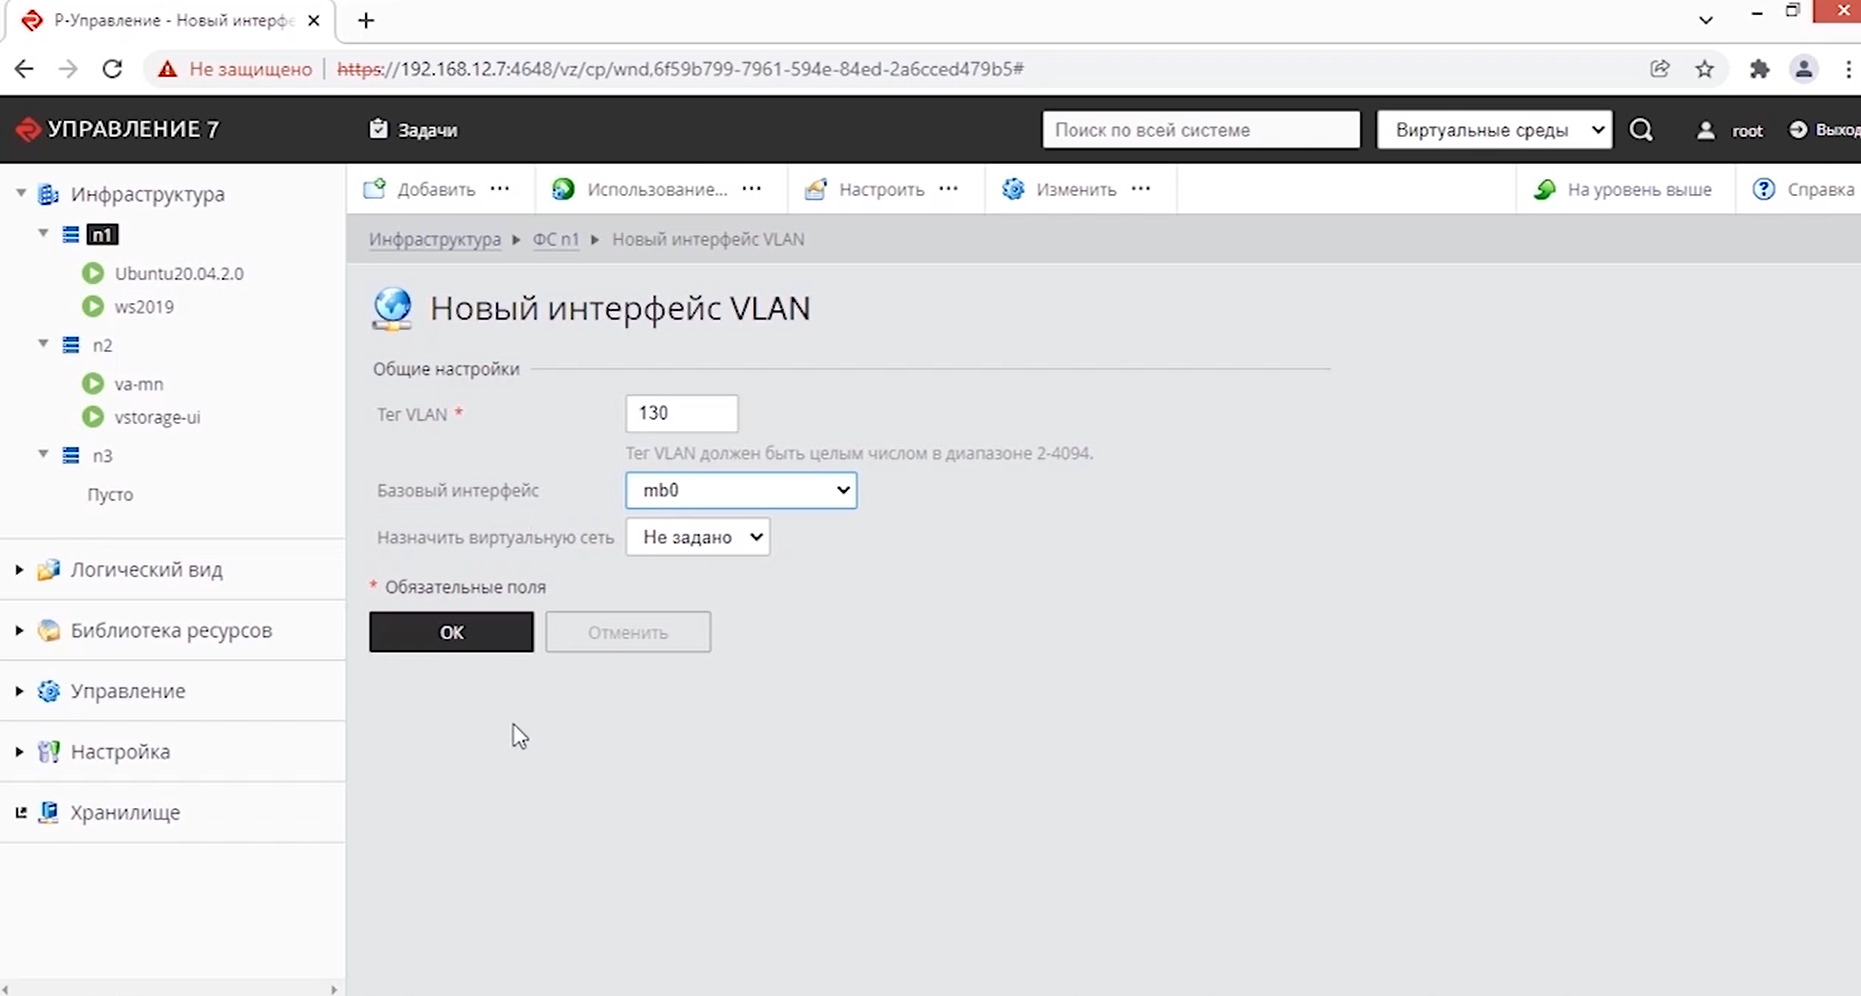 Р-Управление - Новый интерфе
Не защищено | https://192.168.12.7:4648/vz/cp/wnd,6f59b799-7961-594e-84ed-2a6cced479b5#
УПРАВЛЕНИЕ 7
Задачи
Поиск по всей системе
Виртуальные среды
root
Выход
Инфраструктура
n1
Ubuntu20.04.2.0
ws2019
n2
va-mn
vstorage-ui
n3
Пусто
Логический вид
Библиотека ресурсов
Управление
Настройка
Хранилище
Добавить ···
Использование... ···
Настроить ···
Изменить ···
На уровень выше
Справка
Инфраструктура ▸ ФС n1 ▸ Новый интерфейс VLAN
Новый интерфейс VLAN
Общие настройки
Тег VLAN * 130
Тег VLAN должен быть целым числом в диапазоне 2-4094.
Базовый интерфейс mb0
Назначить виртуальную сеть Не задано
* Обязательные поля
ОК
Отменить